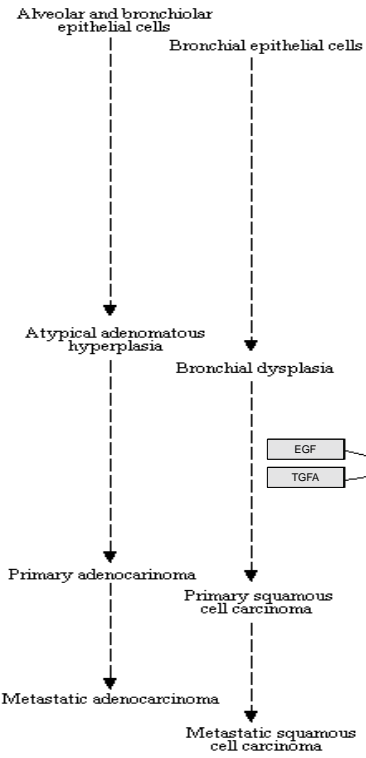 Alveolar and bronchiolar
epithelial cells
Bronchial epithelial cells
Atypical adenomatous
hyperplasia
Bronchial dysplasia
EGF
TGFA
Primary adenocarinoma
Primary squamous
cell carcinoma
Metastatic adenocarcinoma
Metastatic squamous
cell carcinoma